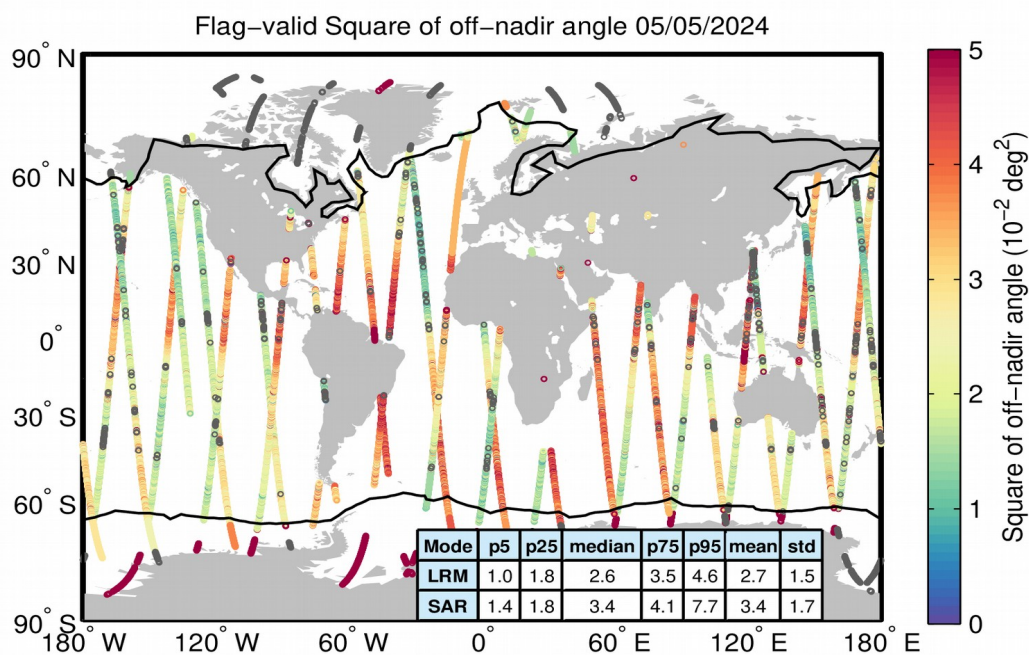 Flag−valid Square of off−nadir angle 05/05/2024
90° N
60° N
30° N
0°
30° S
60° S
90° S
180° W
120° W
60° W
0°
60° E
120° E
180° E
Mode p5 p25 median p75 p95 mean std
LRM 1.0 1.8 2.6 3.5 4.6 2.7 1.5
SAR 1.4 1.8 3.4 4.1 7.7 3.4 1.7
5
4
3
2
1
0
Square of off−nadir angle (10⁻² deg²)